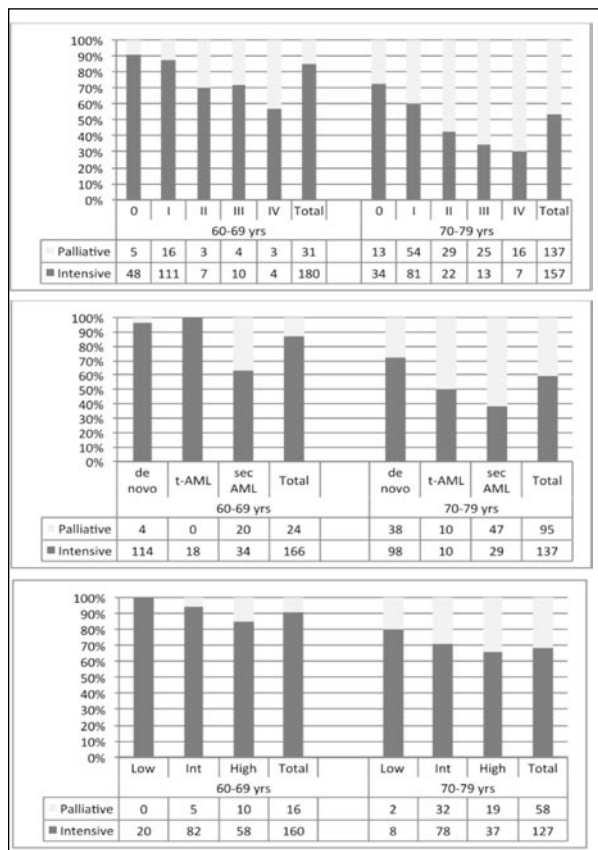 100%
90%
80%
70%
60%
50%
40%
30%
20%
10%
0%
0 I II III IV Total 0 I II III IV Total
60-69 yrs 70-79 yrs
Palliative 5 16 3 4 3 31 13 54 29 25 16 137
Intensive 48 111 7 10 4 180 34 81 22 13 7 157
100%
90%
80%
70%
60%
50%
40%
30%
20%
10%
0%
de novo t-AML sec AML Total de novo t-AML sec AML Total
60-69 yrs 70-79 yrs
Palliative 4 0 20 24 38 10 47 95
Intensive 114 18 34 166 98 10 29 137
100%
90%
80%
70%
60%
50%
40%
30%
20%
10%
0%
Low Int High Total Low Int High Total
60-69 yrs 70-79 yrs
Palliative 0 5 10 16 2 32 19 58
Intensive 20 82 58 160 8 78 37 127